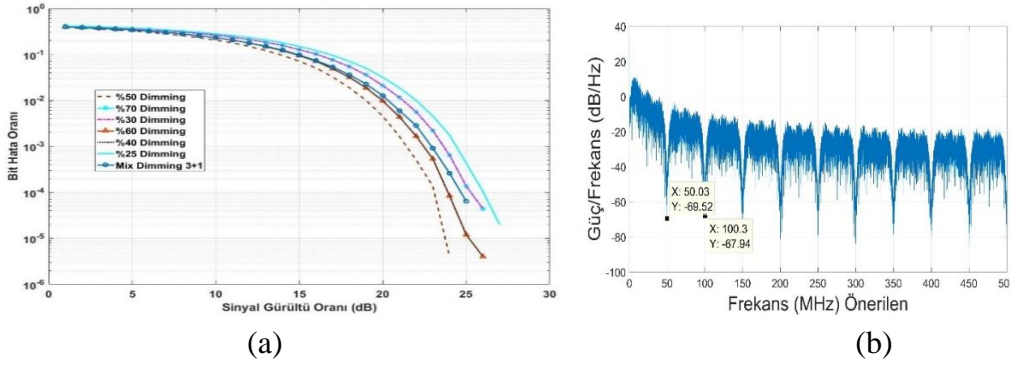 10⁰
10⁻¹
10⁻²
10⁻³
10⁻⁴
10⁻⁵
10⁻⁶
Bit Hata Oranı
%50 Dimming
%70 Dimming
%30 Dimming
%60 Dimming
%40 Dimming
%25 Dimming
Mix Dimming 3+1
0 5 10 15 20 25 30
Sinyal Gürültü Oranı (dB)
(a)
40
20
0
-20
-40
-60
-80
-100
Güç/Frekans (dB/Hz)
X: 50.03
Y: -69.52
X: 100.3
Y: -67.94
0 50 100 150 200 250 300 350 400 450 50
Frekans (MHz) Önerilen
(b)